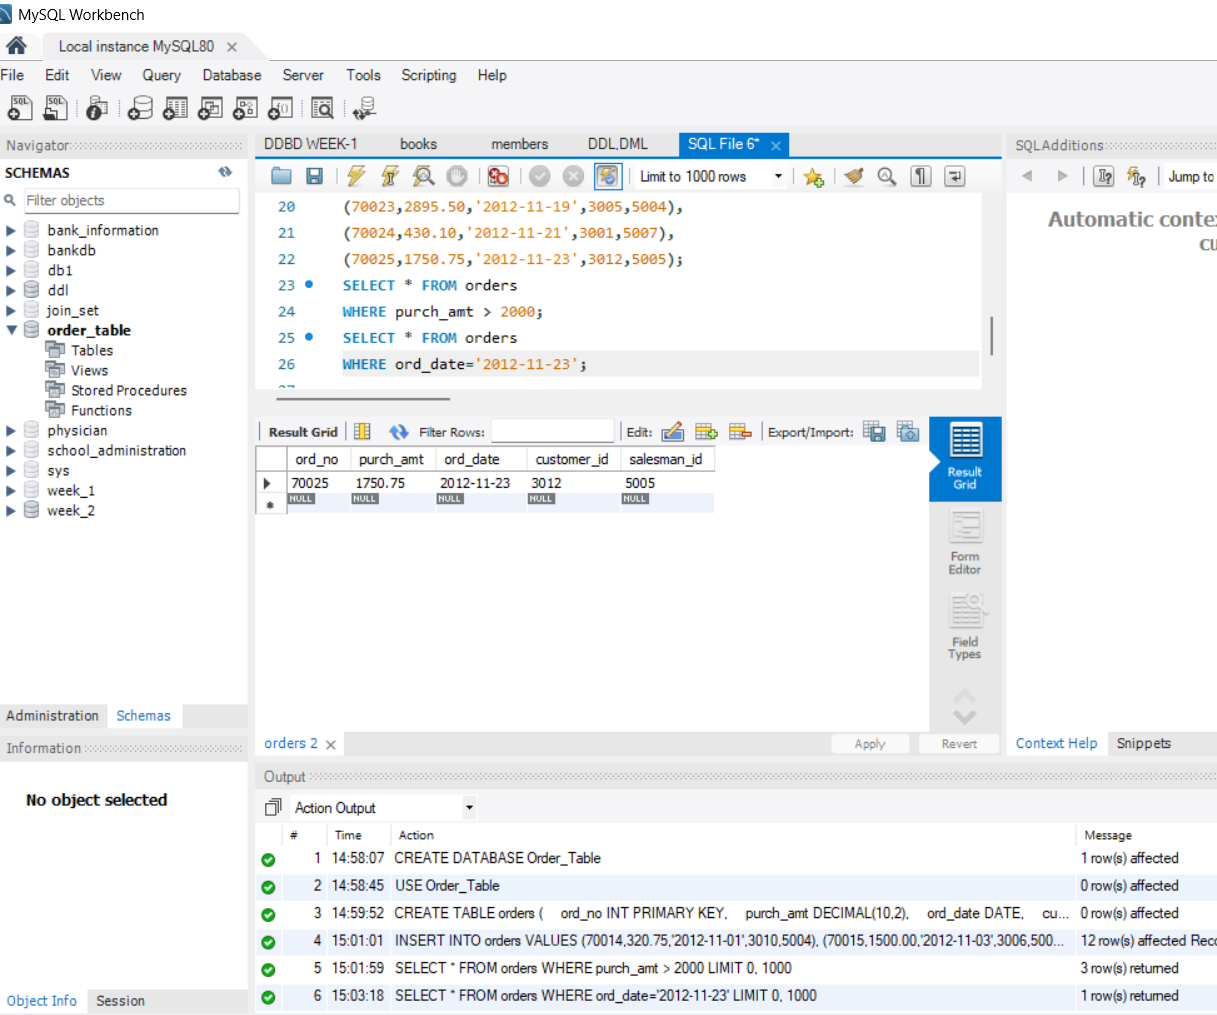 MySQL Workbench
Local instance MySQL80
File Edit View Query Database Server Tools Scripting Help
Navigator
SCHEMAS
Filter objects
bank_information
bankdb
db1
ddl
join_set
order_table
Tables
Views
Stored Procedures
Functions
physician
school_administration
sys
week_1
week_2
Administration Schemas
Information
No object selected
Object Info Session
DDBD WEEK-1 books members DDL,DML SQL File 6*
Limit to 1000 rows
20 (70023,2895.50,'2012-11-19',3005,5004),
21 (70024,430.10,'2012-11-21',3001,5007),
22 (70025,1750.75,'2012-11-23',3012,5005);
23 SELECT * FROM orders
24 WHERE purch_amt > 2000;
25 SELECT * FROM orders
26 WHERE ord_date='2012-11-23';
Result Grid Filter Rows: Edit: Export/Import:
ord_no purch_amt ord_date customer_id salesman_id
70025 1750.75 2012-11-23 3012 5005
NULL NULL NULL NULL NULL
Result
Grid
Form
Editor
Field
Types
orders 2 Apply Revert
SQLAdditions
Jump to
Automatic contex
cu
Context Help Snippets
Output
Action Output
# Time Action Message
1 14:58:07 CREATE DATABASE Order_Table 1 row(s) affected
2 14:58:45 USE Order_Table 0 row(s) affected
3 14:59:52 CREATE TABLE orders ( ord_no INT PRIMARY KEY, purch_amt DECIMAL(10,2), ord_date DATE, cu... 0 row(s) affected
4 15:01:01 INSERT INTO orders VALUES (70014,320.75,'2012-11-01',3010,5004), (70015,1500.00,'2012-11-03',3006,500... 12 row(s) affected Reco
5 15:01:59 SELECT * FROM orders WHERE purch_amt > 2000 LIMIT 0, 1000 3 row(s) returned
6 15:03:18 SELECT * FROM orders WHERE ord_date='2012-11-23' LIMIT 0, 1000 1 row(s) returned